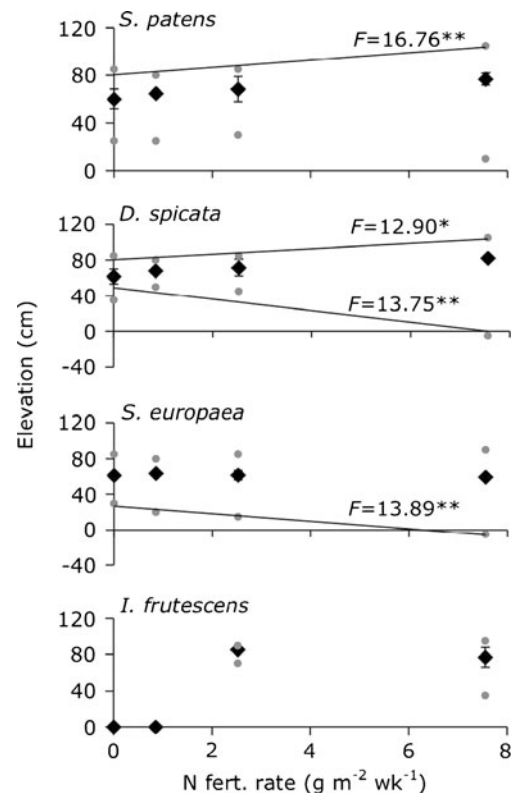 S. patens
120
F=16.76**
80
40
0
D. spicata
120
F=12.90*
80
40
F=13.75**
0
-40
Elevation (cm)
S. europaea
120
80
40
F=13.89**
0
-40
I. frutescens
120
80
40
0
0 2 4 6 8
N fert. rate (g m⁻² wk⁻¹)